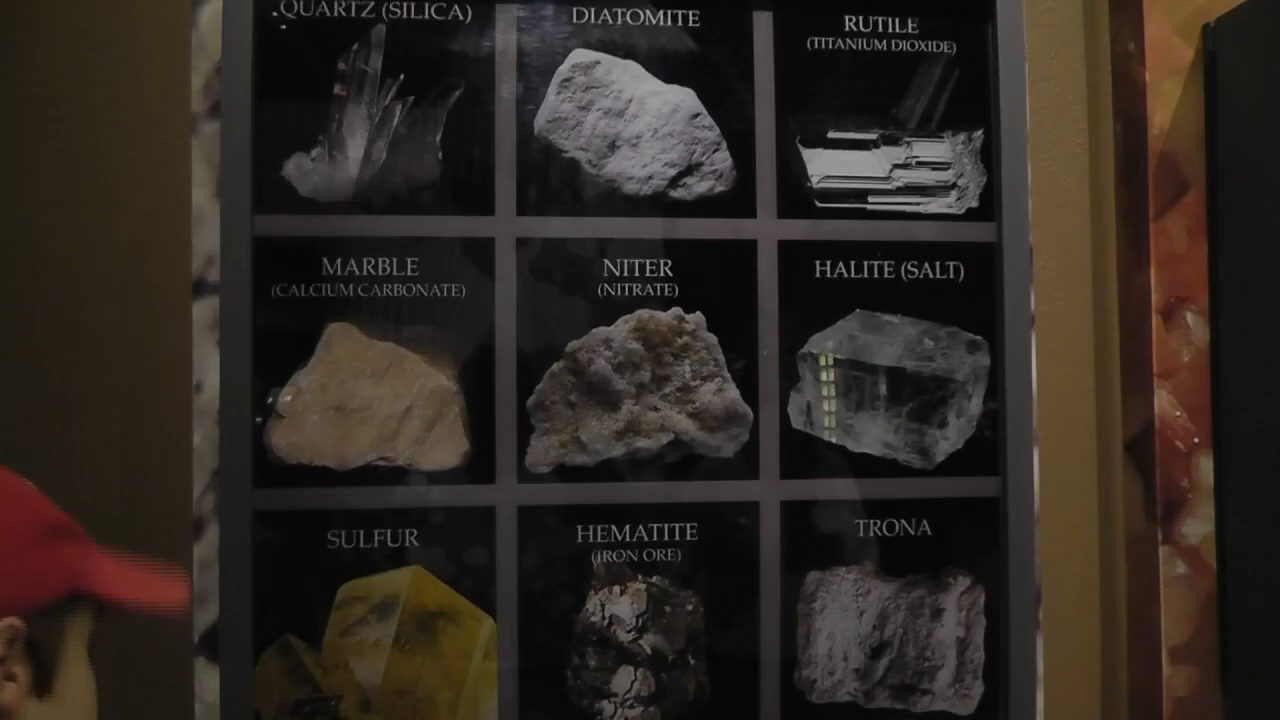 QUARTZ (SILICA)
DIATOMITE
RUTILE
(TITANIUM DIOXIDE)
MARBLE
(CALCIUM CARBONATE)
NITER
(NITRATE)
HALITE (SALT)
SULFUR
HEMATITE
(IRON ORE)
TRONA